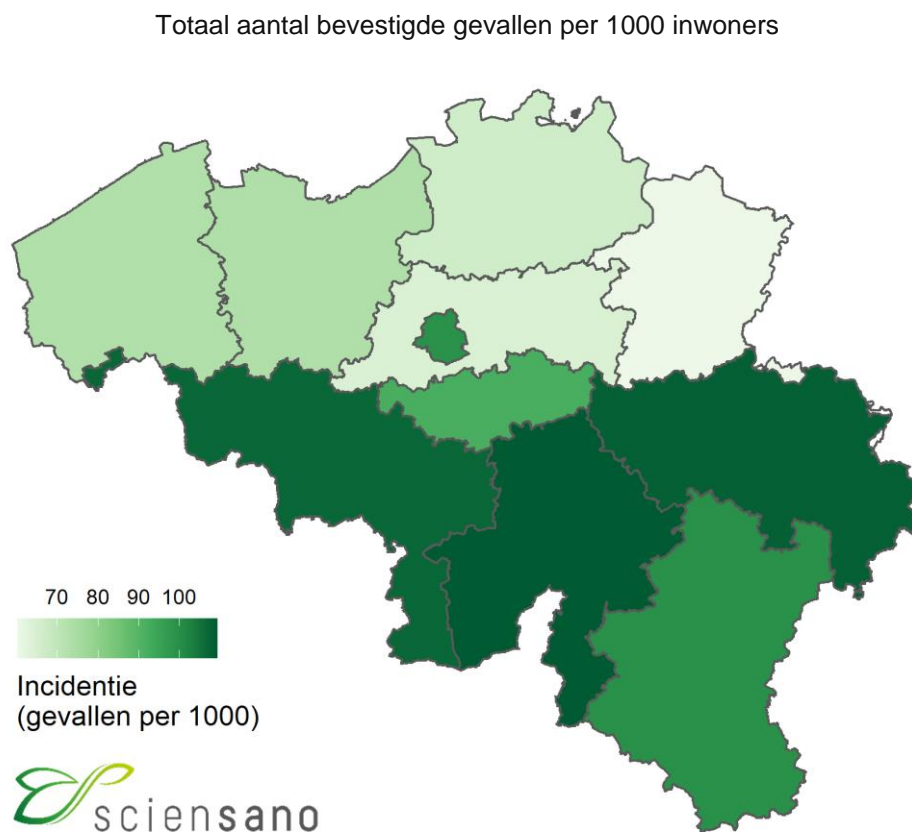 Totaal aantal bevestigde gevallen per 1000 inwoners
70 80 90 100
Incidentie
(gevallen per 1000)
sciensano